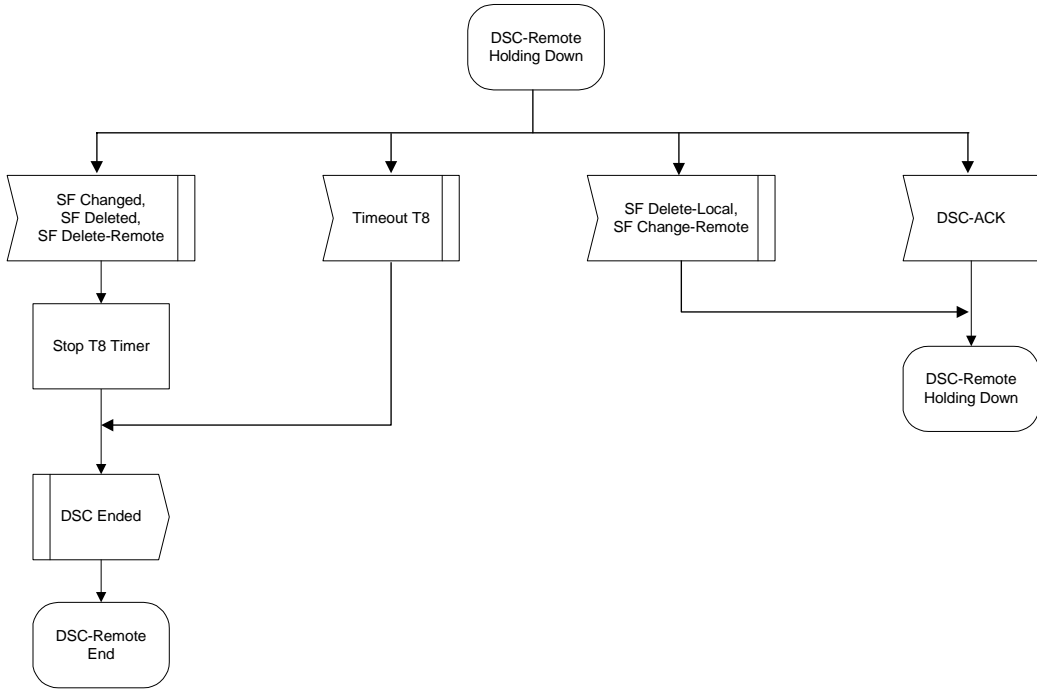 DSC-Remote
Holding Down
SF Changed,
SF Deleted,
SF Delete-Remote
Timeout T8
SF Delete-Local,
SF Change-Remote
DSC-ACK
Stop T8 Timer
DSC-Remote
Holding Down
DSC Ended
DSC-Remote
End